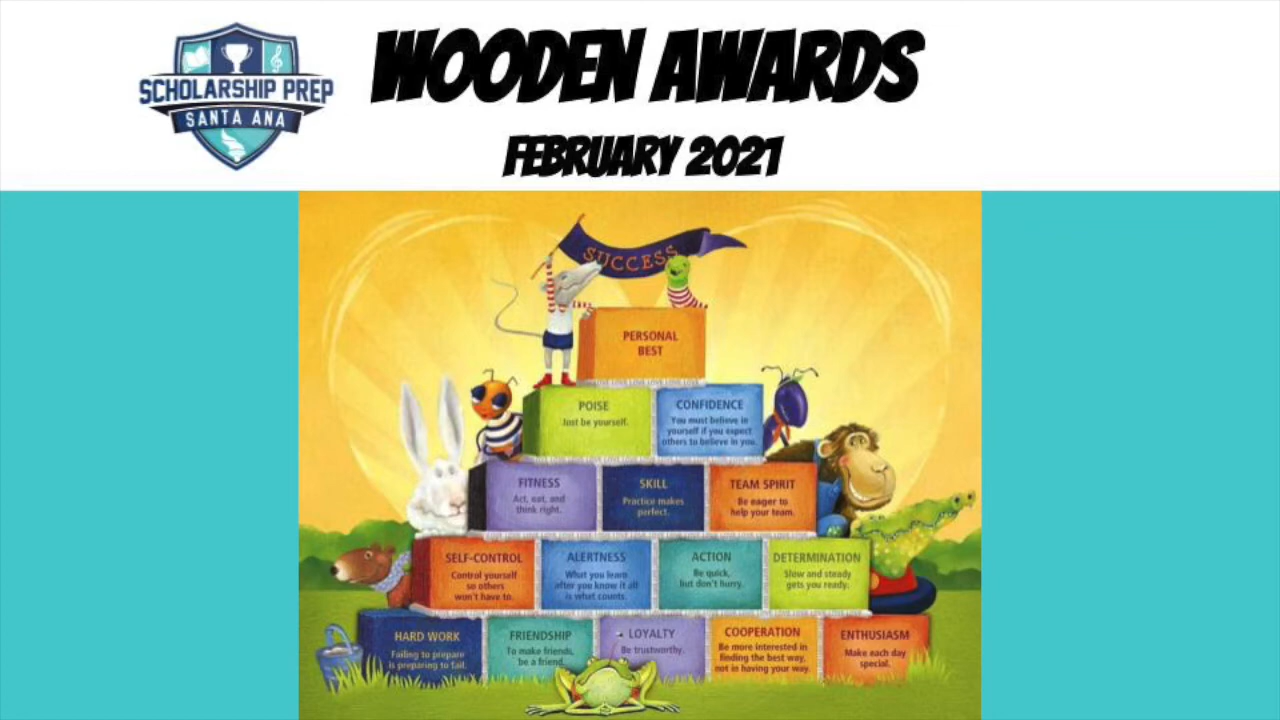 SCHOLARSHIP PREP
SANTA ANA
WOODEN AWARDS
FEBRUARY 2021
SUCCESS
PERSONAL
BEST
POISE
Just be yourself.
CONFIDENCE
You must believe in
yourself if you expect
others to believe in you.
FITNESS
Act, eat, and
think right.
SKILL
Practice makes
perfect.
TEAM SPIRIT
Be eager to
help your team.
SELF-CONTROL
Control yourself
so others
won't have to.
ALERTNESS
What you learn
after you know it all
is what counts.
ACTION
Be quick,
but don't hurry.
DETERMINATION
Slow and steady
gets you ready.
HARD WORK
Failing to prepare
is preparing to fail.
FRIENDSHIP
To make friends,
be a friend.
LOYALTY
Be trustworthy.
COOPERATION
Be more interested in
finding the best way,
not in having your way.
ENTHUSIASM
Make each day
special.